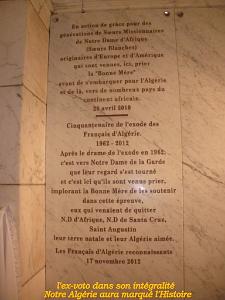 En action de grâce pour des
générations de Sœurs Missionnaires
de Notre Dame d'Afrique
(Sœurs Blanches)
originaires d'Europe et d'Amérique
qui sont venues, ici, prier
la "Bonne Mère"
avant de s'embarquer pour l'Algérie
et de là, vers de nombreux pays du
continent africain.
28 avril 2010
Cinquantenaire de l'exode des
Français d'Algérie.
1962 - 2012
Après le drame de l'exode en 1962,
c'est vers Notre Dame de la Garde
que leur regard s'est tourné
et c'est ici qu'ils sont venus prier,
implorant la Bonne Mère de les soutenir
dans cette épreuve,
eux qui venaient de quitter
N.D d'Afrique, N.D de Santa Cruz,
Saint Augustin
leur terre natale et leur Algérie aimée.
Les Français d'Algérie reconnaissants
17 novembre 2012
l'ex-voto dans son intégralité
Notre Algérie aura marqué l'Histoire